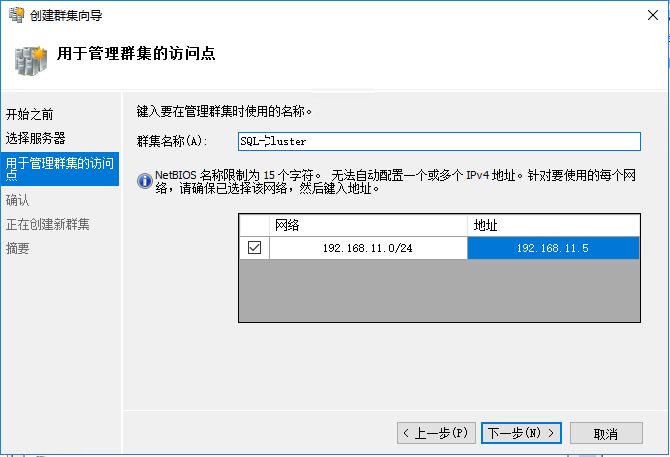 创建群集向导
用于管理群集的访问点
开始之前
选择服务器
用于管理群集的访问
点
确认
正在创建新群集
摘要
键入要在管理群集时使用的名称。
群集名称(A):
SQL-Cluster
NetBIOS 名称限制为 15 个字符。 无法自动配置一个或多个 IPv4 地址。针对要使用的每个网
络，请确保已选择该网络，然后键入地址。
网络 地址
192.168.11.0/24 192.168.11.5
< 上一步(P) 下一步(N) > 取消